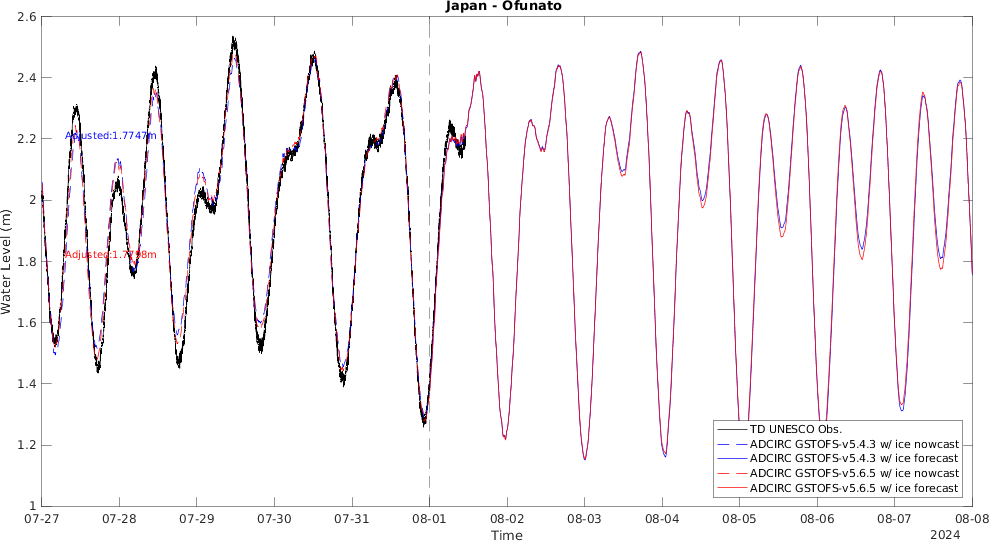 Japan - Ofunato
2.6
2.4
2.2
2
1.8
1.6
1.4
1.2
1
Water Level (m)
Adjusted:1.7747m
Adjusted:1.7798m
TD UNESCO Obs.
ADCIRC GSTOFS-v5.4.3 w/ ice nowcast
ADCIRC GSTOFS-v5.4.3 w/ ice forecast
ADCIRC GSTOFS-v5.6.5 w/ ice nowcast
ADCIRC GSTOFS-v5.6.5 w/ ice forecast
07-27 07-28 07-29 07-30 07-31 08-01 08-02 08-03 08-04 08-05 08-06 08-07 08-08
Time
2024